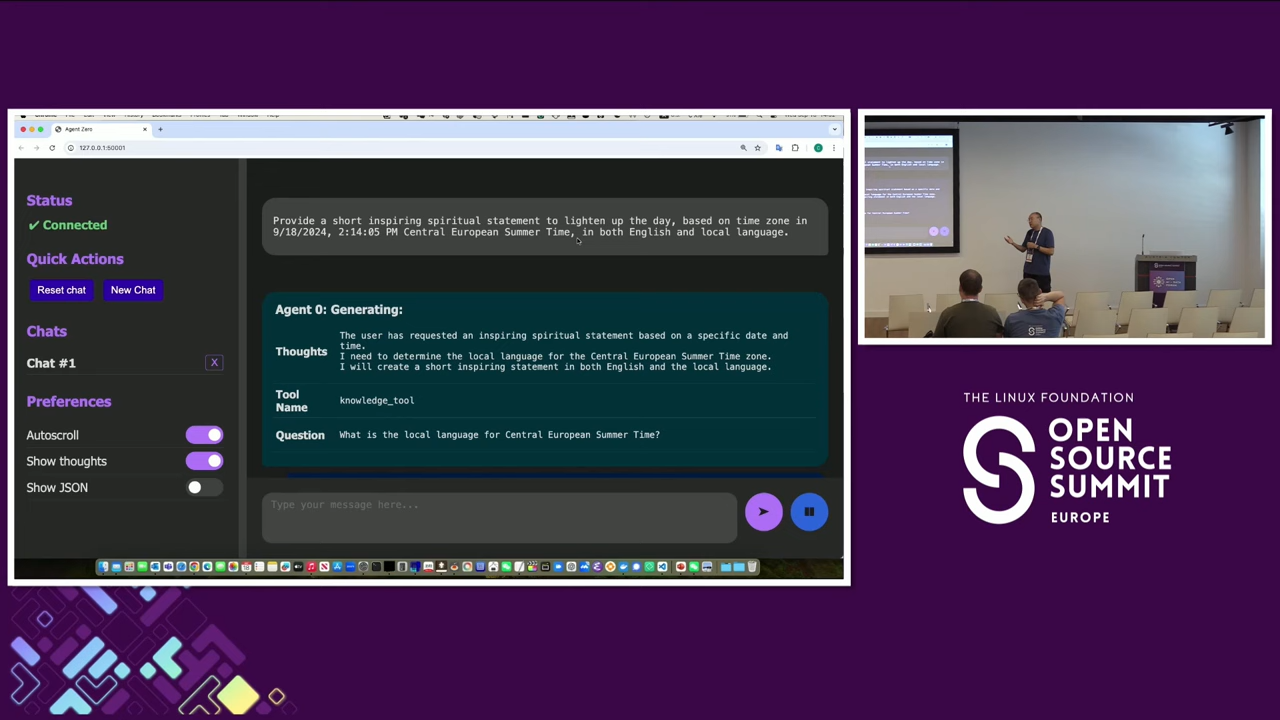 Agent Zero
127.0.0.1:50001
Status
✔ Connected
Quick Actions
Reset chat
New Chat
Chats
Chat #1
X
Preferences
Autoscroll
Show thoughts
Show JSON
Provide a short inspiring spiritual statement to lighten up the day, based on time zone in
9/18/2024, 2:14:05 PM Central European Summer Time, in both English and local language.
Agent 0: Generating:
Thoughts
The user has requested an inspiring spiritual statement based on a specific date and
time.
I need to determine the local language for the Central European Summer Time zone.
I will create a short inspiring statement in both English and the local language.
Tool
Name
knowledge_tool
Question
What is the local language for Central European Summer Time?
Type your message here...
THE LINUX FOUNDATION
OPEN
SOURCE
SUMMIT
EUROPE